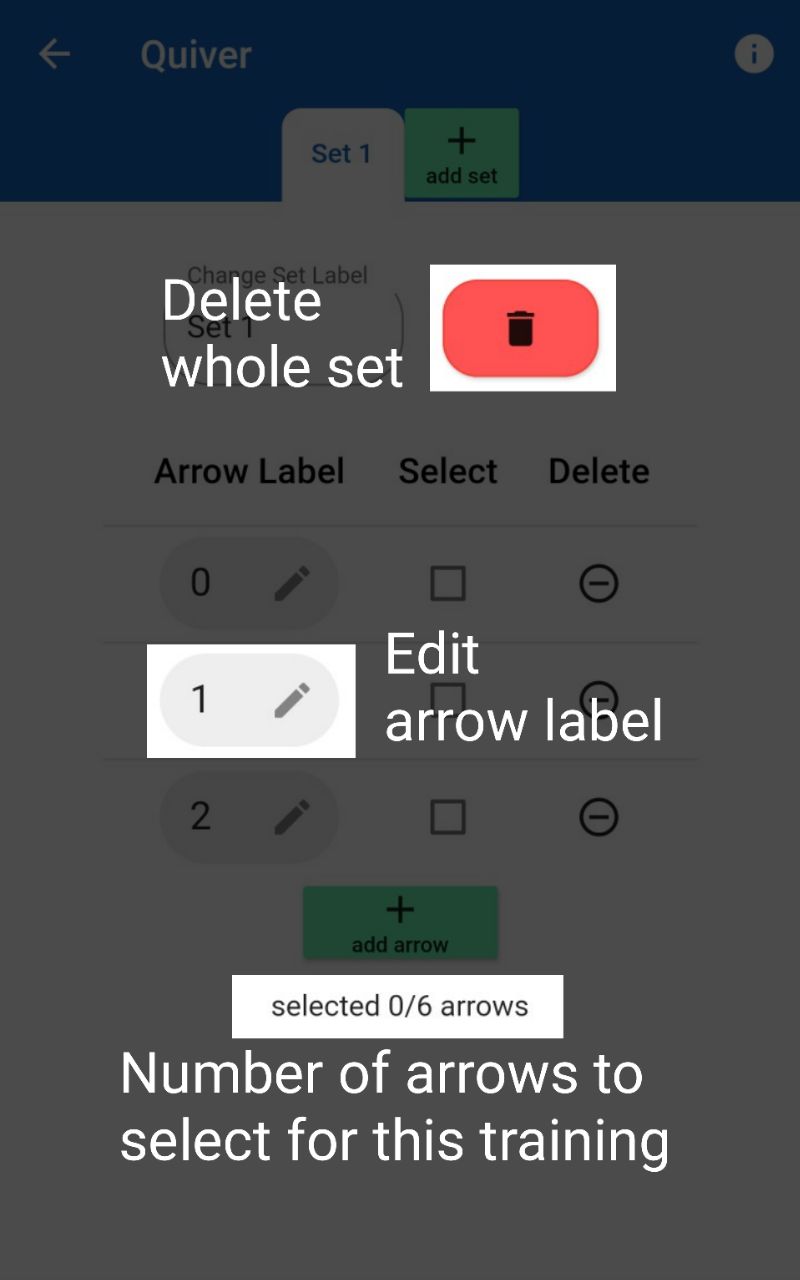 Quiver
Set 1
add set
Change Set Label
Set 1
Delete
whole set
Arrow Label Select Delete
0
1
Edit
arrow label
2
add arrow
selected 0/6 arrows
Number of arrows to
select for this training